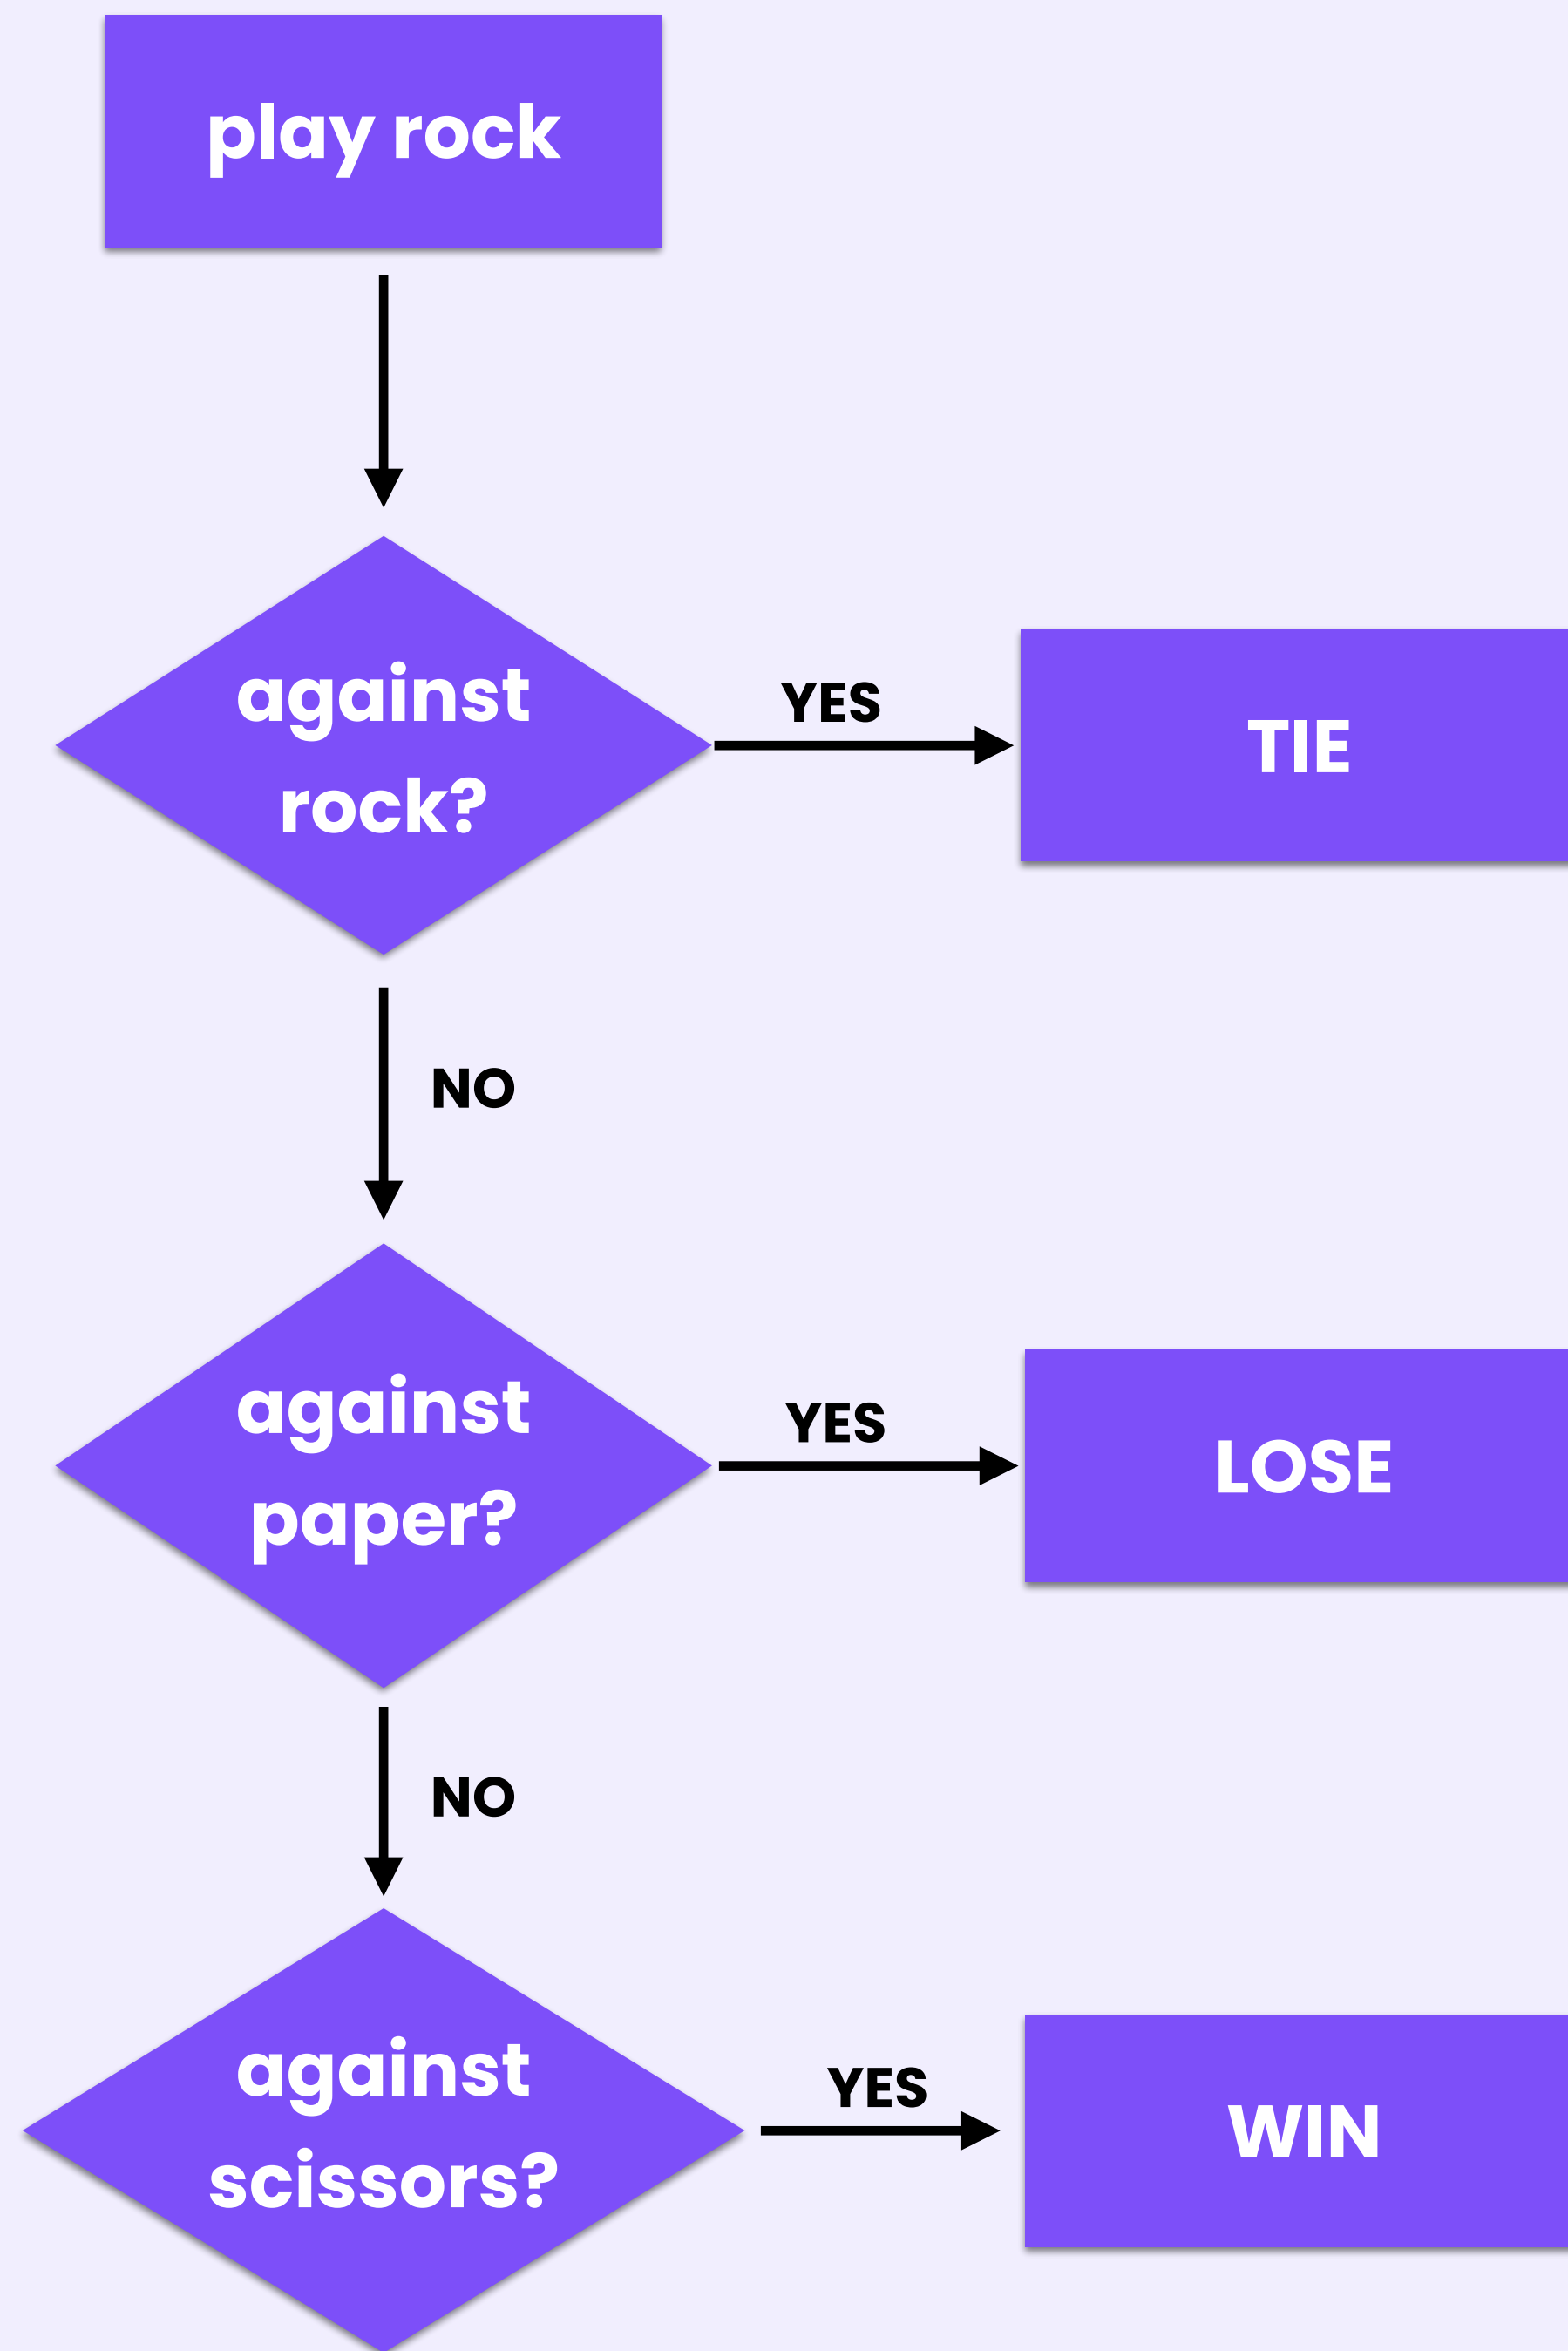 play rock
against
rock?
YES
TIE
NO
against
paper?
YES
LOSE
NO
against
scissors?
YES
WIN